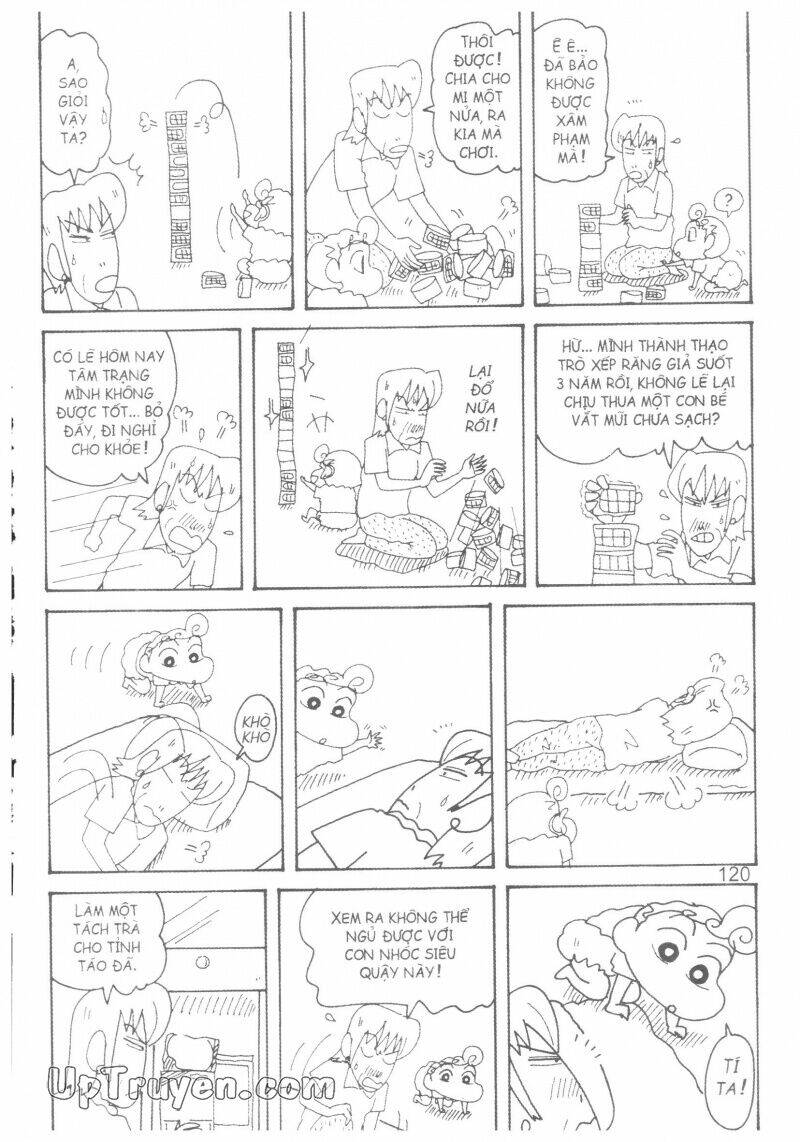 Ê Ê...
ĐÃ BẢO
KHÔNG
ĐƯỢC
XÂM
PHẠM
MÀ!
THÔI
ĐƯỢC!
CHIA CHO
MI MỘT
NỬA, RA
KIA MÀ
CHƠI.
A,
SAO
GIỎI
VẬY
TA?
?
HỪ... MÌNH THÀNH THẠO
TRÒ XẾP RĂNG GIẢ SUỐT
3 NĂM RỒI, KHÔNG LẼ LẠI
CHỊU THUA MỘT CON BÉ
VẮT MŨI CHƯA SẠCH?
LẠI
ĐỔ
NỮA
RỒI!
CÓ LẼ HÔM NAY
TÂM TRẠNG
MÌNH KHÔNG
ĐƯỢC TỐT... BỎ
ĐẤY, ĐI NGHỈ
CHO KHỎE!
KHÒ
KHÒ
120
TÍ
TA!
XEM RA KHÔNG THỂ
NGỦ ĐƯỢC VỚI
CON NHÓC SIÊU
QUẬY NÀY!
LÀM MỘT
TÁCH TRÀ
CHO TỈNH
TÁO ĐÃ.
UpTruyen.com